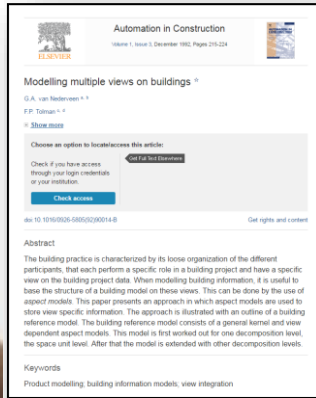 ELSEVIER
Automation in Construction
Volume 1, Issue 3, December 1992, Pages 215-224
Modelling multiple views on buildings ☆
G.A. van Nederveen
F.P. Tolman
Show more
Choose an option to locate/access this article:
Check if you have access
through your login credentials
or your institution.
Get Full Text Elsewhere
Check access
doi:10.1016/0926-5805(92)90014-B
Get rights and content
Abstract
The building practice is characterized by its loose organization of the different
participants, that each perform a specific role in a building project and have a specific
view on the building project data. When modelling building information, it is useful to
base the structure of a building model on these views. This can be done by the use of
aspect models. This paper presents an approach in which aspect models are used to
store view specific information. The approach is illustrated with an outline of a building
reference model. The building reference model consists of a general kernel and view
dependent aspect models. This model is first worked out for one decomposition level,
the space unit level. After that the model is extended with other decomposition levels.
Keywords
Product modelling; building information models; view integration